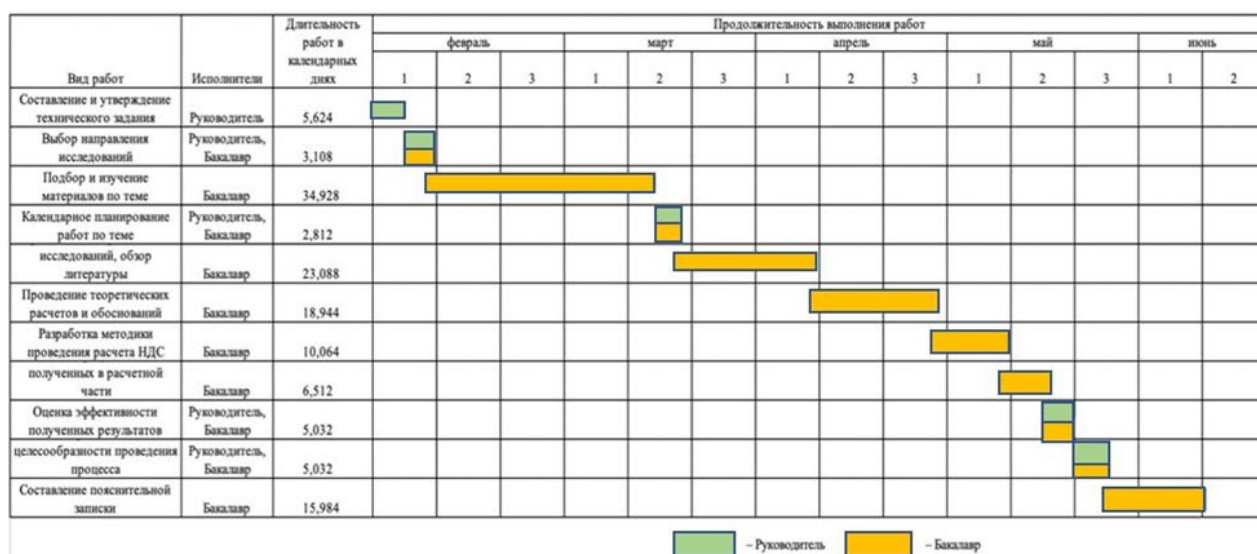 Вид работ
Исполнители
Длительность
работ в
календарных
днях
Продолжительность выполнения работ
февраль март апрель май июнь
1 2 3 1 2 3 1 2 3 1 2 3 1 2
Составление и утверждение
технического задания
Руководитель
5,624
Выбор направления
исследований
Руководитель,
Бакалавр
3,108
Подбор и изучение
материалов по теме
Бакалавр
34,928
Календарное планирование
работ по теме
Руководитель,
Бакалавр
2,812
исследований, обзор
литературы
Бакалавр
23,088
Проведение теоретических
расчетов и обоснований
Бакалавр
18,944
Разработка методики
проведения расчета НДС
Бакалавр
10,064
полученных в расчетной
части
Бакалавр
6,512
Оценка эффективности
полученных результатов
Руководитель,
Бакалавр
5,032
целесообразности проведения
процесса
Руководитель,
Бакалавр
5,032
Составление пояснительной
записки
Бакалавр
15,984
– Руководитель – Бакалавр